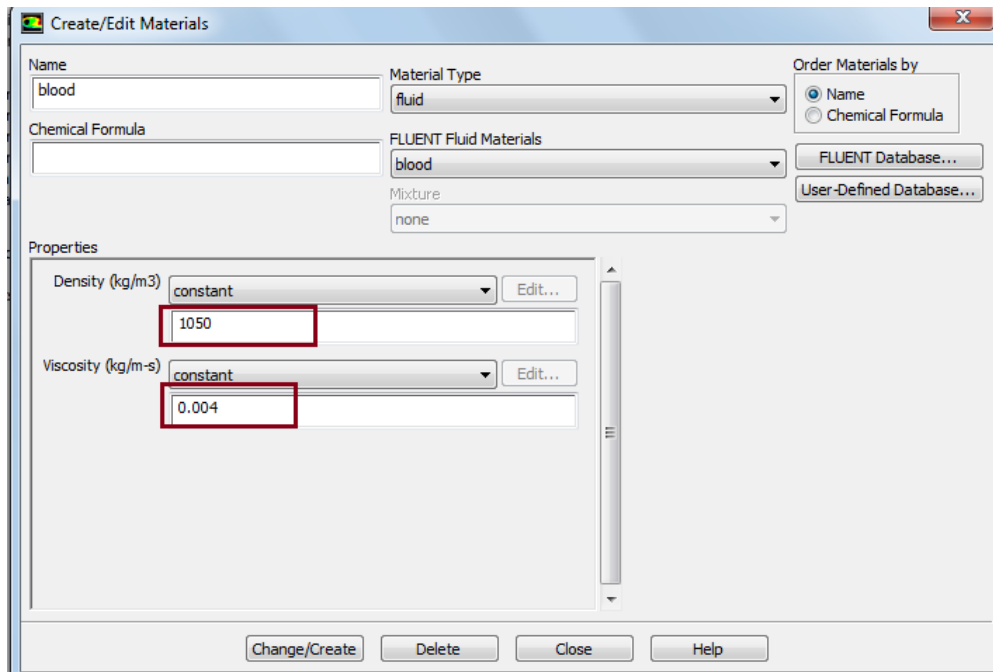 Create/Edit Materials
Name
blood
Chemical Formula
Material Type
fluid
FLUENT Fluid Materials
blood
Mixture
none
Order Materials by
Name
Chemical Formula
FLUENT Database...
User-Defined Database...
Properties
Density (kg/m3)
constant
Edit...
1050
Viscosity (kg/m-s)
constant
Edit...
0.004
Change/Create
Delete
Close
Help